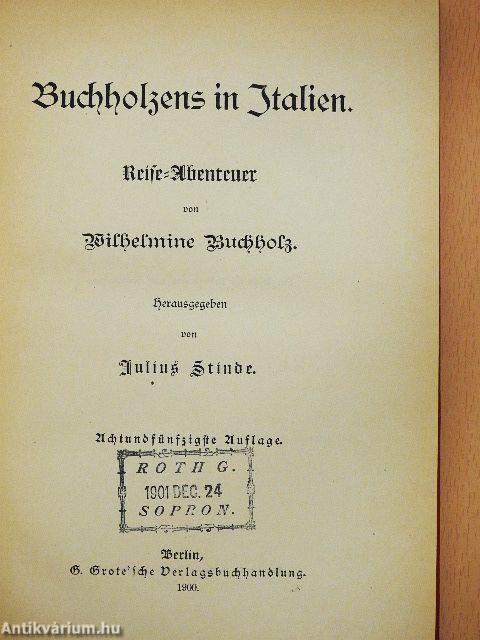 Buchholzens in Italien.
Reise-Abenteuer
von
Wilhelmine Buchholz.
Herausgegeben
von
Julius Stinde.
Achtundfünfzigste Auflage.
ROTH G.
1901 DEC. 24
SOPRON.
Berlin,
G. Grote'sche Verlagsbuchhandlung.
1900.
Antikvárium.hu